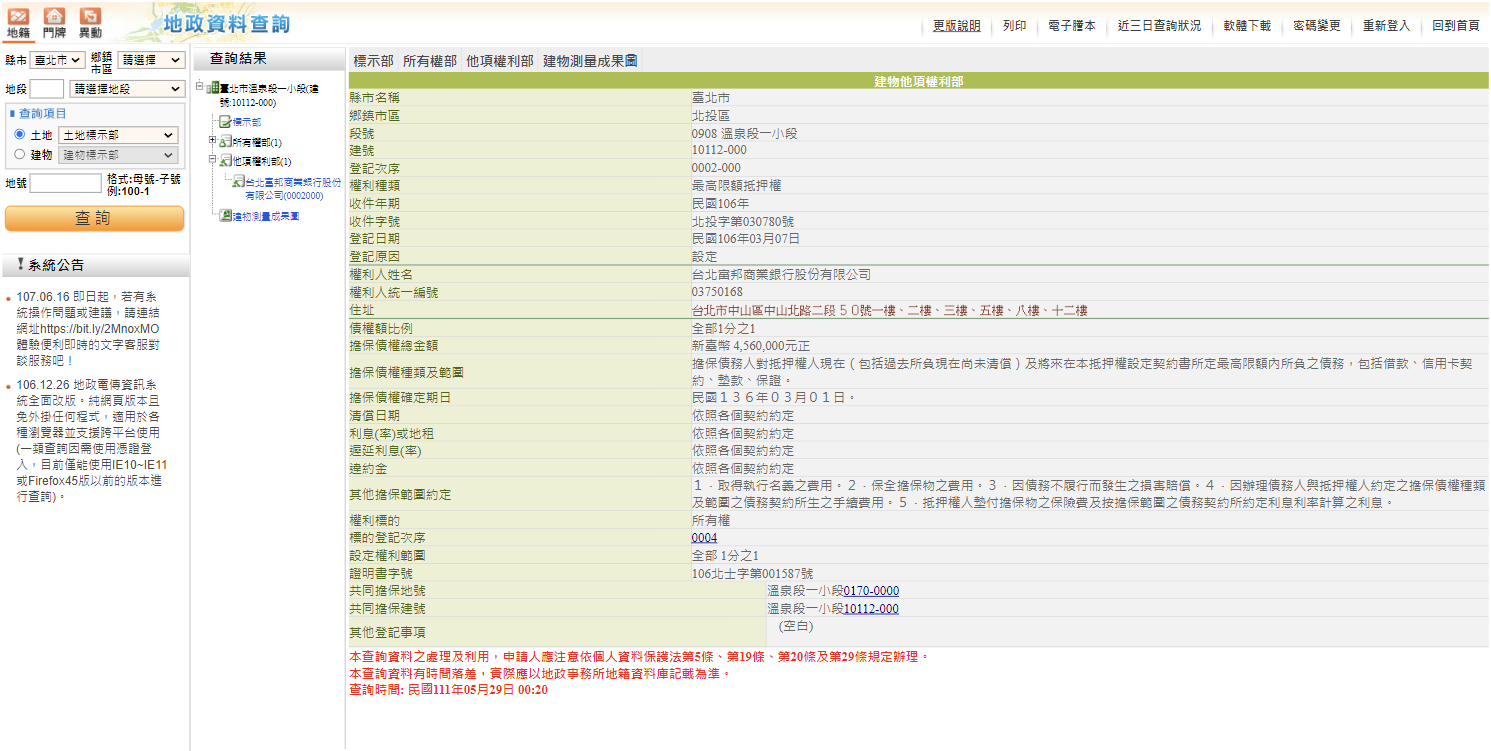 地籍 門牌 異動 地政資料查詢
更版說明 列印 電子謄本 近三日查詢狀況 軟體下載 密碼變更 重新登入 回到首頁
縣市 臺北市 鄉鎮市區 請選擇
地段 請選擇地段
查詢項目
土地 土地標示部
建物 建物標示部
地號 格式:母號-子號
例:100-1
查詢
系統公告
107.06.16 即日起，若有系
統操作問題或建議，請連結
網址https://bit.ly/2MnoxMO
體驗便利即時的文字客服對
談服務吧！
106.12.26 地政電傳資訊系
統全面改版。純網頁版本且
免外掛任何程式，適用於各
種瀏覽器並支援跨平台使用
(一類查詢因需使用憑證登
入，目前僅能使用IE10~IE11
或Firefox45版以前的版本進
行查詢)。
查詢結果
臺北市溫泉段一小段(建
號:10112-000)
標示部
所有權部(1)
他項權利部(1)
台北富邦商業銀行股份
有限公司(0002000)
建物測量成果圖
標示部 所有權部 他項權利部 建物測量成果圖
建物他項權利部
縣市名稱 臺北市
鄉鎮市區 北投區
段號 0908 溫泉段一小段
建號 10112-000
登記次序 0002-000
權利種類 最高限額抵押權
收件年期 民國106年
收件字號 北投字第030780號
登記日期 民國106年03月07日
登記原因 設定
權利人姓名 台北富邦商業銀行股份有限公司
權利人統一編號 03750168
住址 台北市中山區中山北路二段５０號一樓、二樓、三樓、五樓、八樓、十二樓
債權額比例 全部1分之1
擔保債權總金額 新臺幣 4,560,000元正
擔保債權種類及範圍 擔保債務人對抵押權人現在（包括過去所負現在尚未清償）及將來在本抵押權設定契約書所定最高限額內所負之債務，包括借款、信用卡契
約、墊款、保證。
擔保債權確定期日 民國１３６年０３月０１日。
清償日期 依照各個契約約定
利息(率)或地租 依照各個契約約定
遲延利息(率) 依照各個契約約定
違約金 依照各個契約約定
其他擔保範圍約定 １．取得執行名義之費用。２．保全擔保物之費用。３．因債務不履行而發生之損害賠償。４．因辦理債務人與抵押權人約定之擔保債權種類
及範圍之債務契約所生之手續費用。５．抵押權人墊付擔保物之保險費及按擔保範圍之債務契約所約定利息利率計算之利息。
權利標的 所有權
標的登記次序 0004
設定權利範圍 全部 1分之1
證明書字號 106北士字第001587號
共同擔保地號 溫泉段一小段0170-0000
共同擔保建號 溫泉段一小段10112-000
其他登記事項 (空白)
本查詢資料之處理及利用，申請人應注意依個人資料保護法第5條、第19條、第20條及第29條規定辦理。
本查詢資料有時間落差，實際應以地政事務所地籍資料庫記載為準。
查詢時間: 民國111年05月29日 00:20